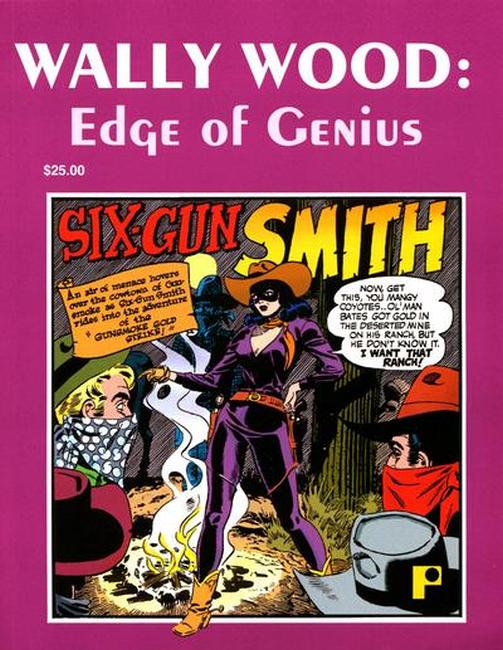 WALLY WOOD:
Edge of Genius
$25.00
SIX-GUN SMITH
An air of menace hovers
over the cowtown of Gun-
smoke as Six-Gun Smith
rides into the adventure
of the
"GUNSMOKE GOLD
STRIKE!"
NOW, GET
THIS, YOU MANGY
COYOTES.. OL' MAN
BATES GOT GOLD IN
THE DESERTED MINE
ON HIS RANCH, BUT
HE DON'T KNOW IT.
I WANT THAT
RANCH!
P